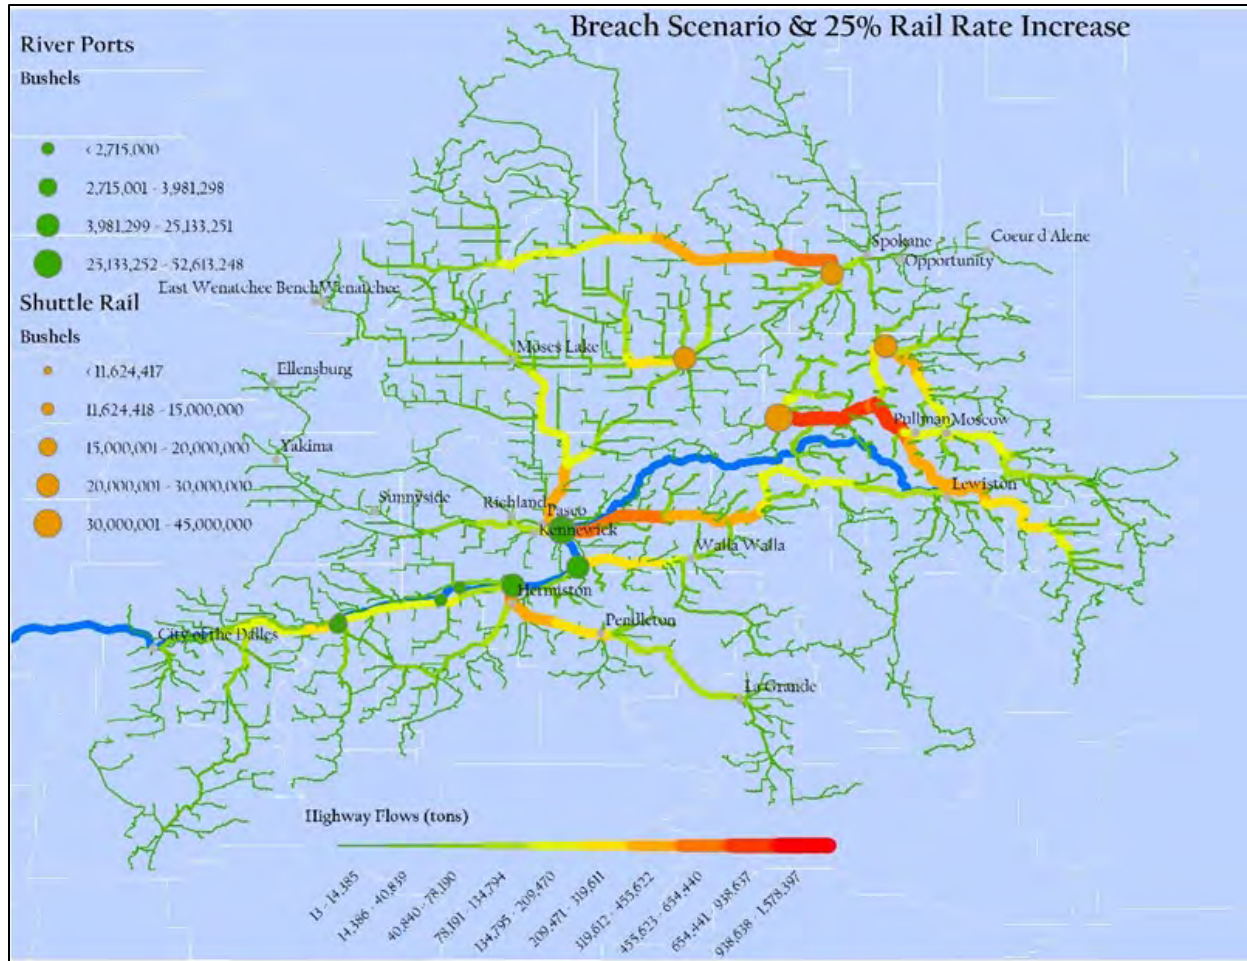 Breach Scenario & 25% Rail Rate Increase
River Ports
Bushels
< 2,715,000
2,715,001 - 3,981,298
3,981,299 - 25,133,251
25,133,252 - 52,613,248
Shuttle Rail
Bushels
< 11,624,417
11,624,418 - 15,000,000
15,000,001 - 20,000,000
20,000,001 - 30,000,000
30,000,001 - 45,000,000
Spokane
Coeur d Alene
Opportunity
East Wenatchee Bench
Wenatchee
Moses Lake
Ellensburg
Pullman
Moscow
Yakima
Lewiston
Sunnyside
Richland
Pasco
Kennewick
Walla Walla
Hermiston
Pendleton
City of The Dalles
La Grande
Highway Flows (tons)
13 - 14,385
14,386 - 40,839
40,840 - 78,190
78,191 - 134,794
134,795 - 209,470
209,471 - 319,611
319,612 - 453,622
455,623 - 654,440
654,441 - 938,637
938,638 - 1,578,397